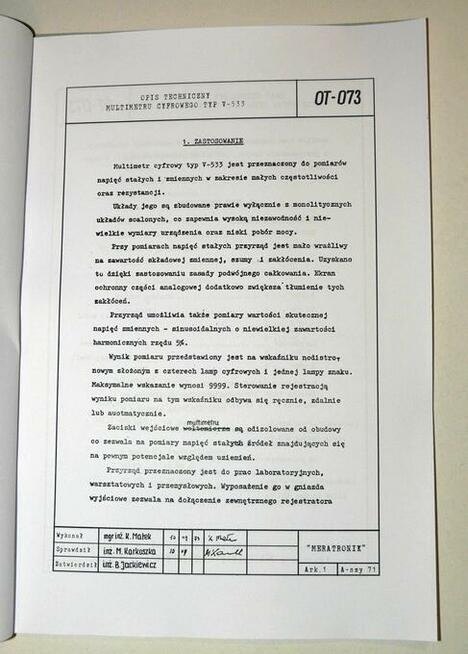 OPIS TECHNICZNY
MULTIMETRU CYFROWEGO TYP V-533
OT-073
1. ZASTOSOWANIE
Multimetr cyfrowy typ V-533 jest przeznaczony do pomiarów
napięć stałych i zmiennych w zakresie małych częstotliwości
oraz rezystancji.
Układy jego są zbudowane prawie wyłącznie z monolitycznych
układów scalonych, co zapewnia wysoką niezawodność i nie-
wielkie wymiary urządzenia oraz niski pobór mocy.
Przy pomiarach napięć stałych przyrząd jest mało wrażliwy
na zawartość składowej zmiennej, szumy i zakłócenia. Uzyskano
to dzięki zastosowaniu zasady podwójnego całkowania. Ekran
ochronny części analogowej dodatkowo zwiększa tłumienie tych
zakłóceń.
Przyrząd umożliwia także pomiary wartości skutecznej
napięć zmiennych - sinusoidalnych o niewielkiej zawartości
harmonicznych rzędu 5%.
Wynik pomiaru przedstawiony jest na wskaźniku
nowym złożonym z czterech lamp cyfrowych i jednej lampy znaku.
Maksymalne wskazanie wynosi 9999. Sterowanie rejestracją
wyniku pomiaru na tym wskaźniku odbywa się ręcznie, zdalnie
lub auotmatycznie.
multimetru
Zaciski wejściowe woltomierza są odizolowane od obudowy
co zezwala na pomiary napięć stałych źródeł znajdujących się
na pewnym potencjale względem uziemień.
Przyrząd przeznaczony jest do prac laboratoryjnych,
warsztatowych i przemysłowych. Wyposażenie go w gniazda
wyjściowe zezwala na dołączenie zewnętrznego rejestratora
Wykonał mgr inż. R. Małek
Sprawdził inż. M. Karkoszka
Zatwierdził inż. B. Jackiewicz
"MERATRONIK"
Ark. 1 A-szy 71